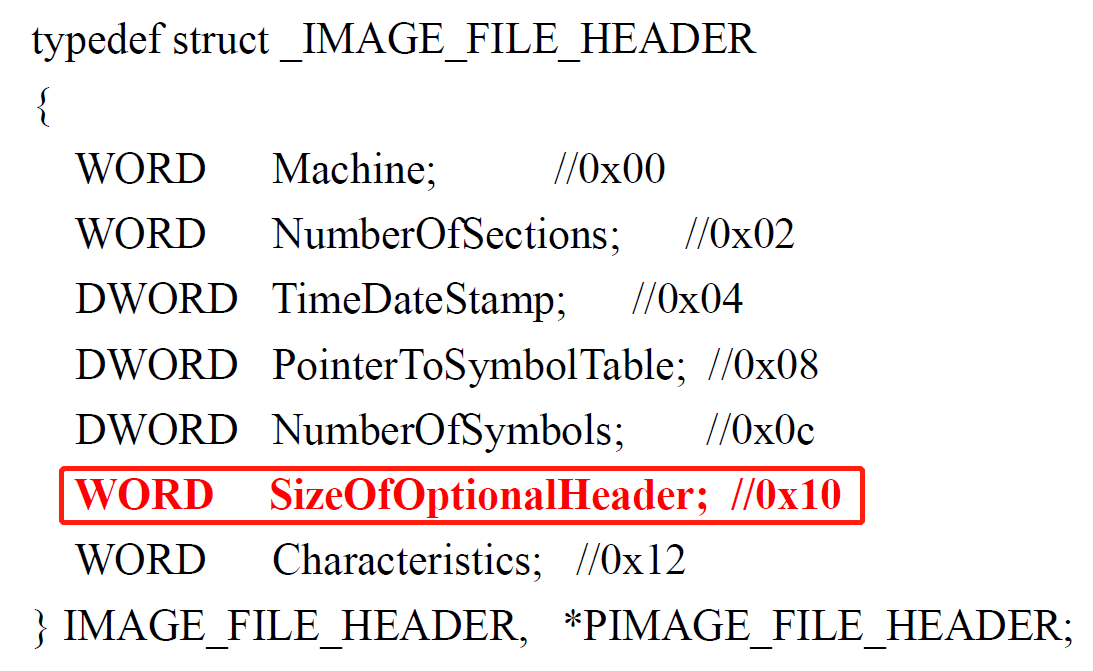 typedef struct _IMAGE_FILE_HEADER
{
WORD Machine; //0x00
WORD NumberOfSections; //0x02
DWORD TimeDateStamp; //0x04
DWORD PointerToSymbolTable; //0x08
DWORD NumberOfSymbols; //0x0c
WORD SizeOfOptionalHeader; //0x10
WORD Characteristics; //0x12
} IMAGE_FILE_HEADER, *PIMAGE_FILE_HEADER;